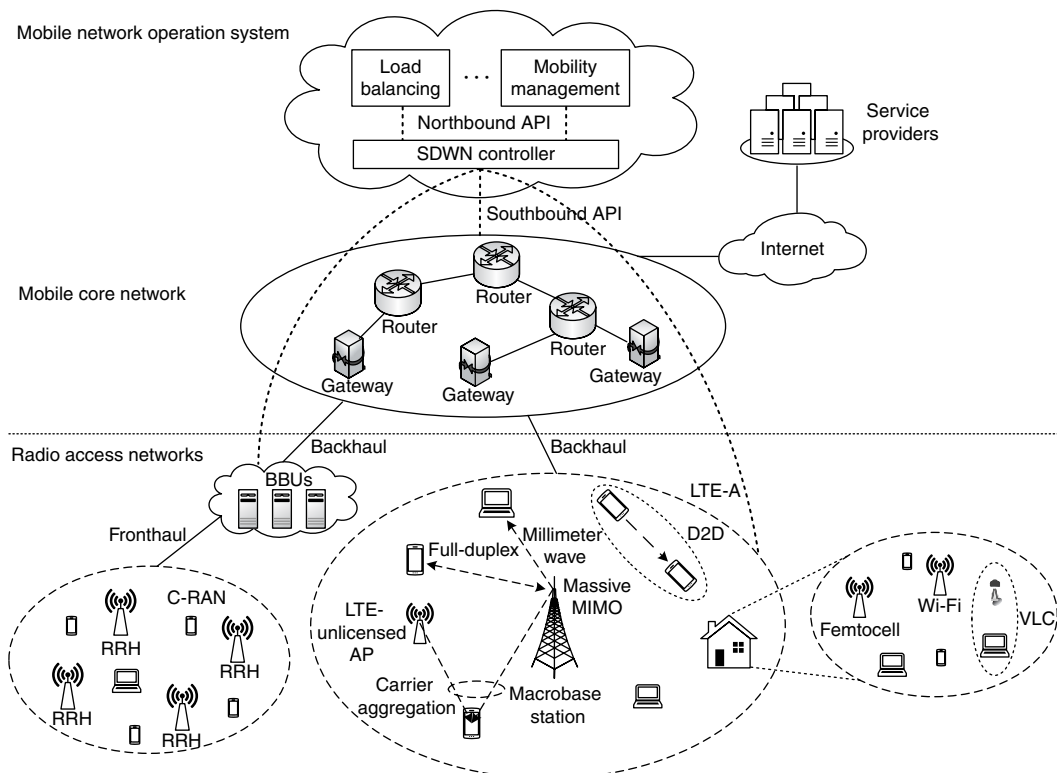 Mobile network operation system
Load
balancing
. . .
Mobility
management
Northbound API
SDWN controller
Service
providers
Southbound API
Internet
Mobile core network
Router
Router
Router
Gateway
Gateway
Gateway
Backhaul
Backhaul
Radio access networks
BBUs
LTE-A
Fronthaul
D2D
Millimeter
wave
Full-duplex
C-RAN
Massive
MIMO
LTE-
unlicensed
AP
Wi-Fi
Femtocell
VLC
RRH
RRH
RRH
RRH
Carrier
aggregation
Macrobase
station